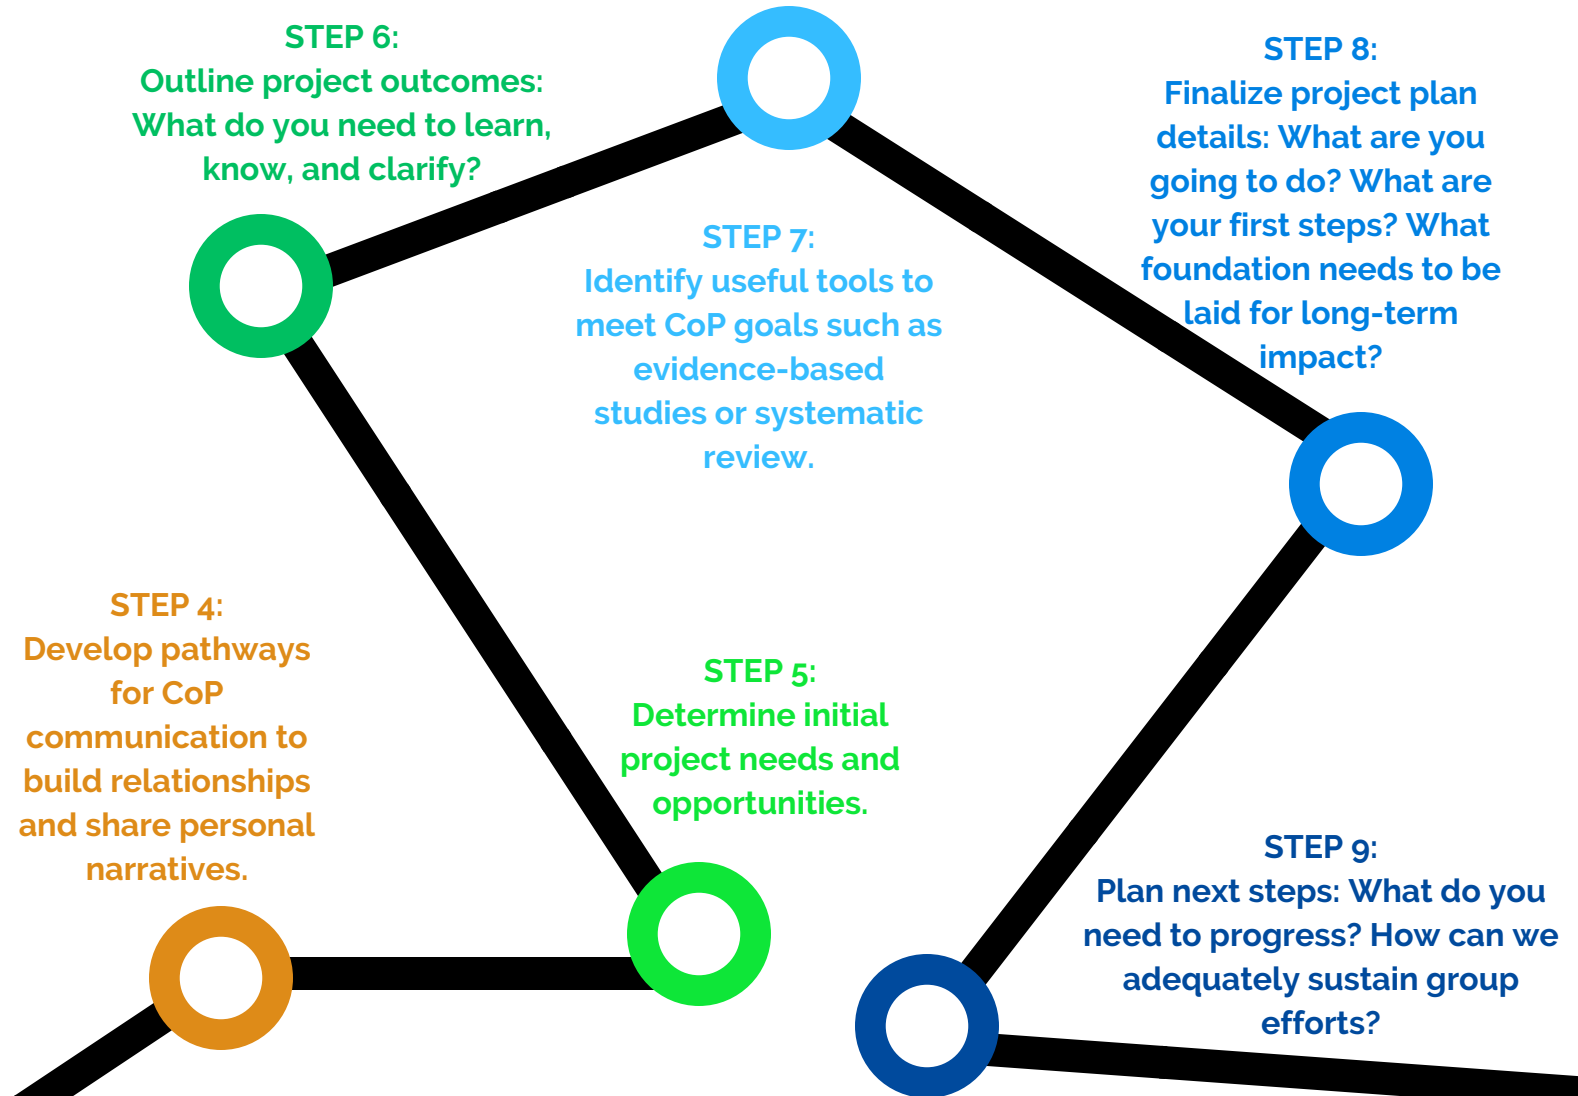 STEP 6:
Outline project outcomes:
What do you need to learn,
know, and clarify?
STEP 7:
Identify useful tools to
meet CoP goals such as
evidence-based
studies or systematic
review.
STEP 8:
Finalize project plan
details: What are you
going to do? What are
your first steps? What
foundation needs to be
laid for long-term
impact?
STEP 4:
Develop pathways
for CoP
communication to
build relationships
and share personal
narratives.
STEP 5:
Determine initial
project needs and
opportunities.
STEP 9:
Plan next steps: What do you
need to progress? How can we
adequately sustain group
efforts?